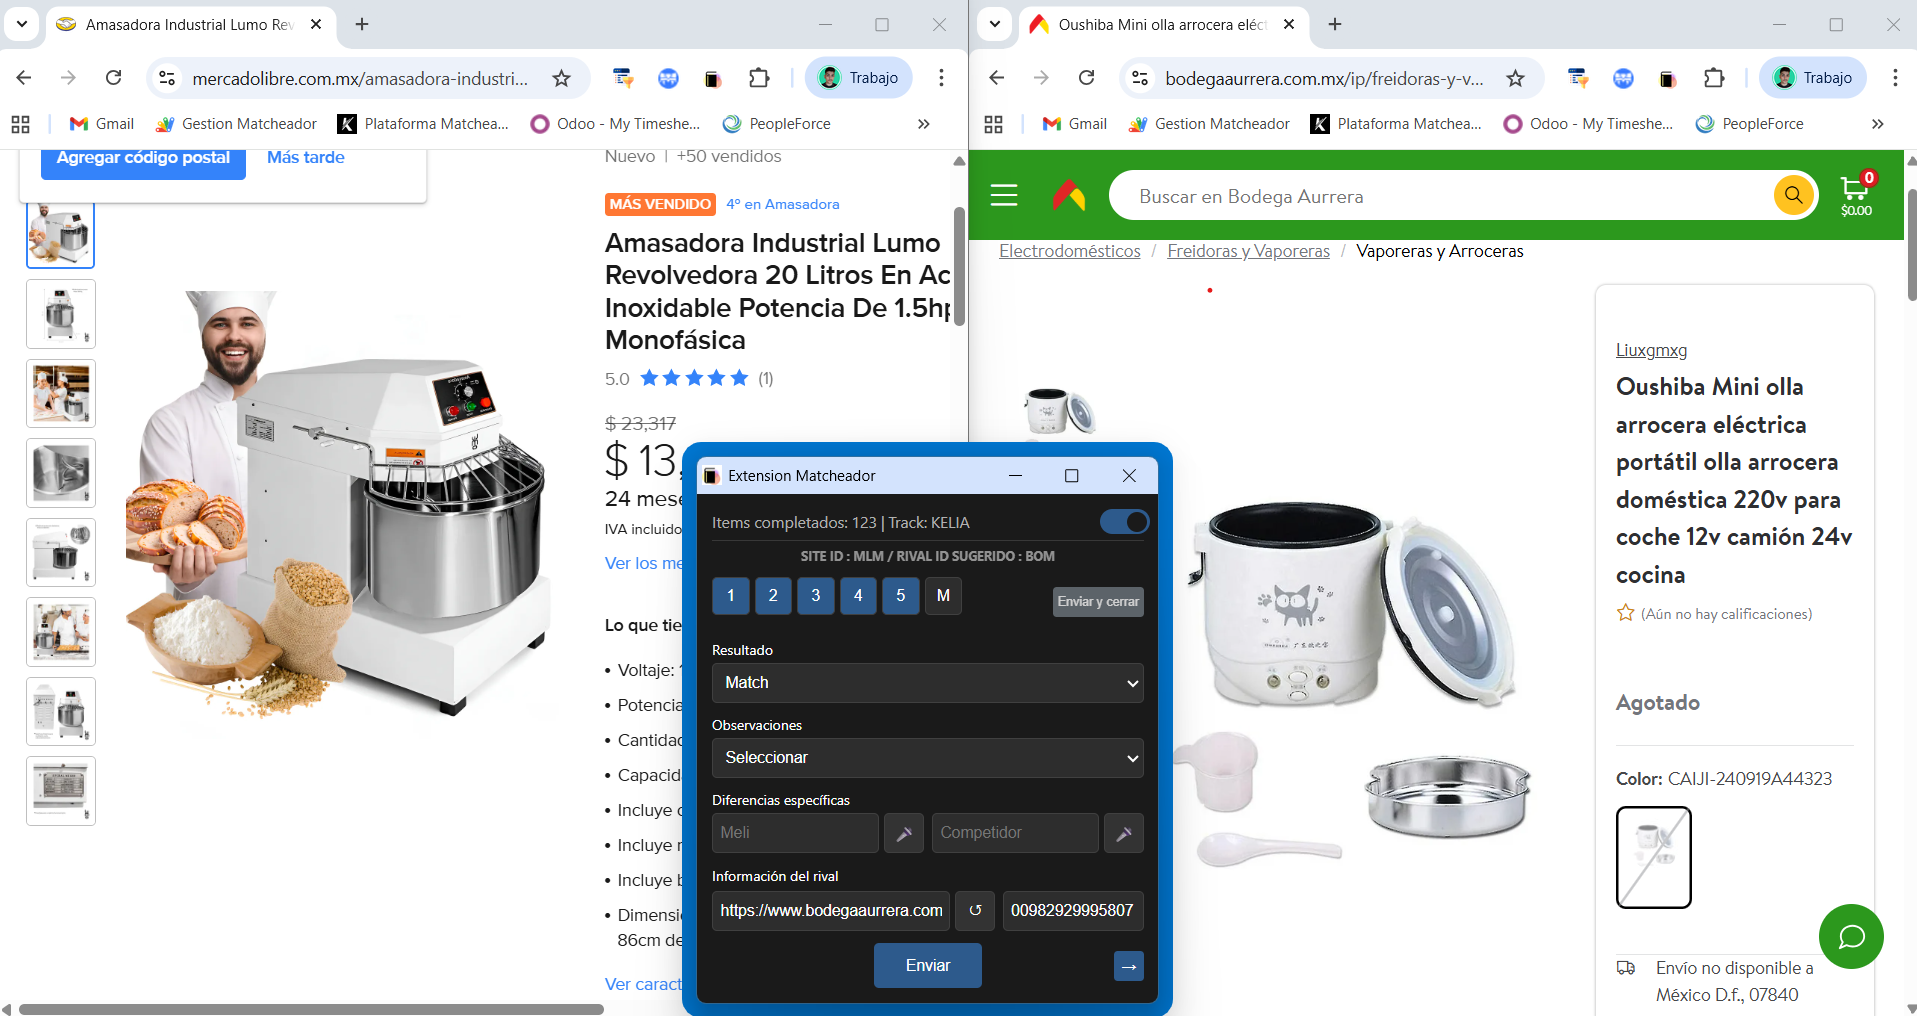 Amasadora Industrial Lumo Rev
mercadolibre.com.mx/amasadora-industri...
Trabajo
Gmail
Gestion Matcheador
Plataforma Matchea...
Odoo - My Timeshe...
PeopleForce
Agregar código postal
Más tarde
Nuevo | +50 vendidos
MÁS VENDIDO
4º en Amasadora
Amasadora Industrial Lumo
Revolvedora 20 Litros En Ac
Inoxidable Potencia De 1.5hp
Monofásica
5.0
(1)
$ 23,317
$ 13,
24 mese
IVA incluido
Ver los me
Lo que tie
• Voltaje:
• Potencia
• Cantidad
• Capacid
• Incluye
• Incluye
• Incluye
• Dimensi
86cm de
Ver caract
Extension Matcheador
Items completados: 123 | Track: KELIA
SITE ID : MLM / RIVAL ID SUGERIDO : BOM
1
2
3
4
5
M
Enviar y cerrar
Resultado
Match
Observaciones
Seleccionar
Diferencias específicas
Meli
Competidor
Información del rival
https://www.bodegaaurrera.com
00982929995807
Enviar
→
Oushiba Mini olla arrocera eléct
bodegaaurrera.com.mx/ip/freidoras-y-v...
Trabajo
Gmail
Gestion Matcheador
Plataforma Matchea...
Odoo - My Timeshe...
PeopleForce
Buscar en Bodega Aurrera
0
$0.00
Electrodomésticos / Freidoras y Vaporeras / Vaporeras y Arroceras
Liuxgmxg
Oushiba Mini olla
arrocera eléctrica
portátil olla arrocera
doméstica 220v para
coche 12v camión 24v
cocina
(Aún no hay calificaciones)
Agotado
Color: CAIJI-240919A44323
Envío no disponible a
México D.f., 07840